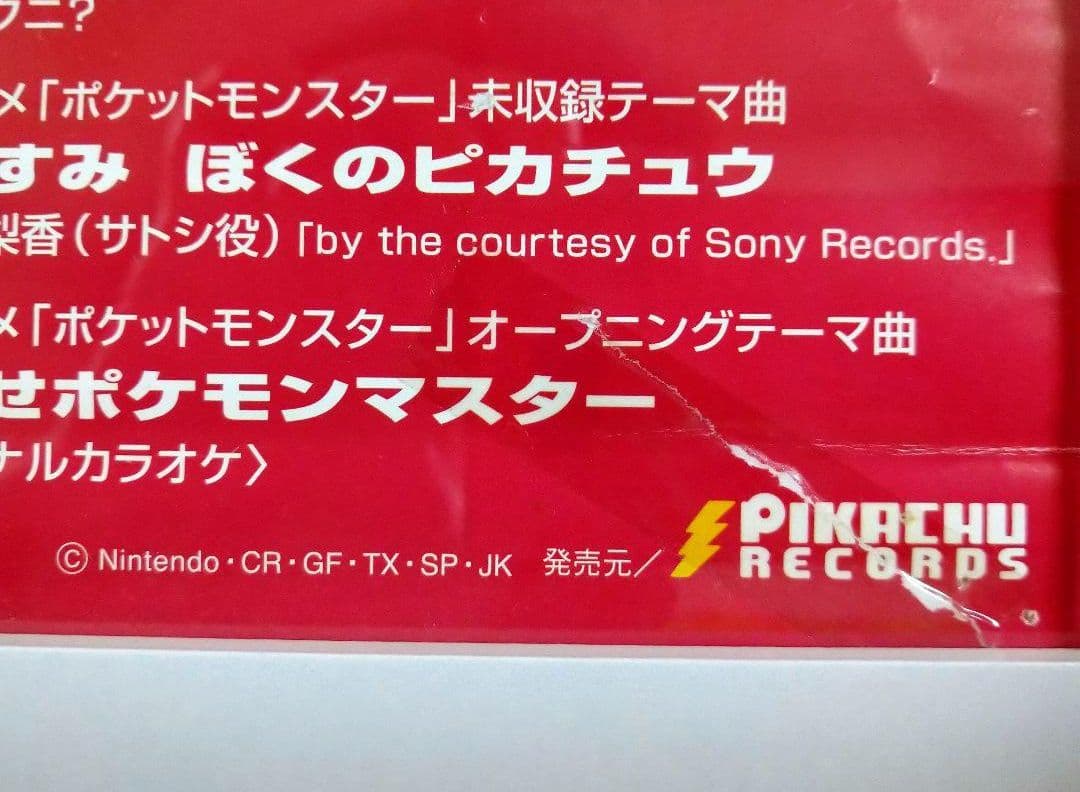 ニ?
メ「ポケットモンスター」未収録テーマ曲
すみ ぼくのピカチュウ
梨香(サトシ役)「by the courtesy of Sony Records.」
メ「ポケットモンスター」オープニングテーマ曲
せポケモンマスター
ナルカラオケ〉
Ⓒ Nintendo・CR・GF・TX・SP・JK 発売元／
PIKACHU
RECORDS